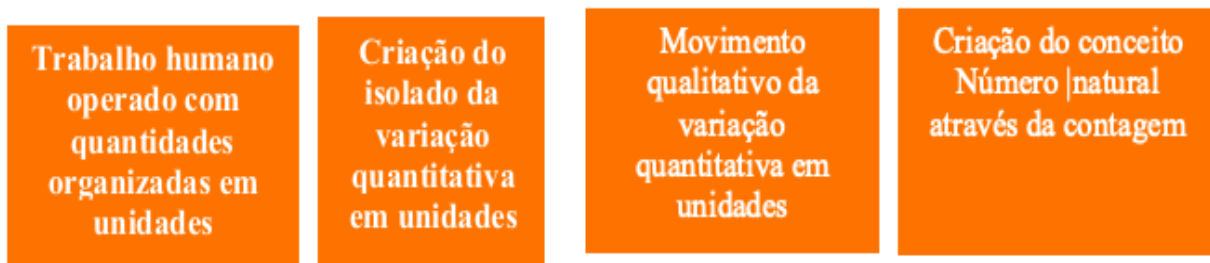 Trabalho humano
operado com
quantidades
organizadas em
unidades
Criação do
isolado da
variação
quantitativa
em unidades
Movimento
qualitativo da
variação
quantitativa em
unidades
Criação do conceito
Número |natural
através da contagem